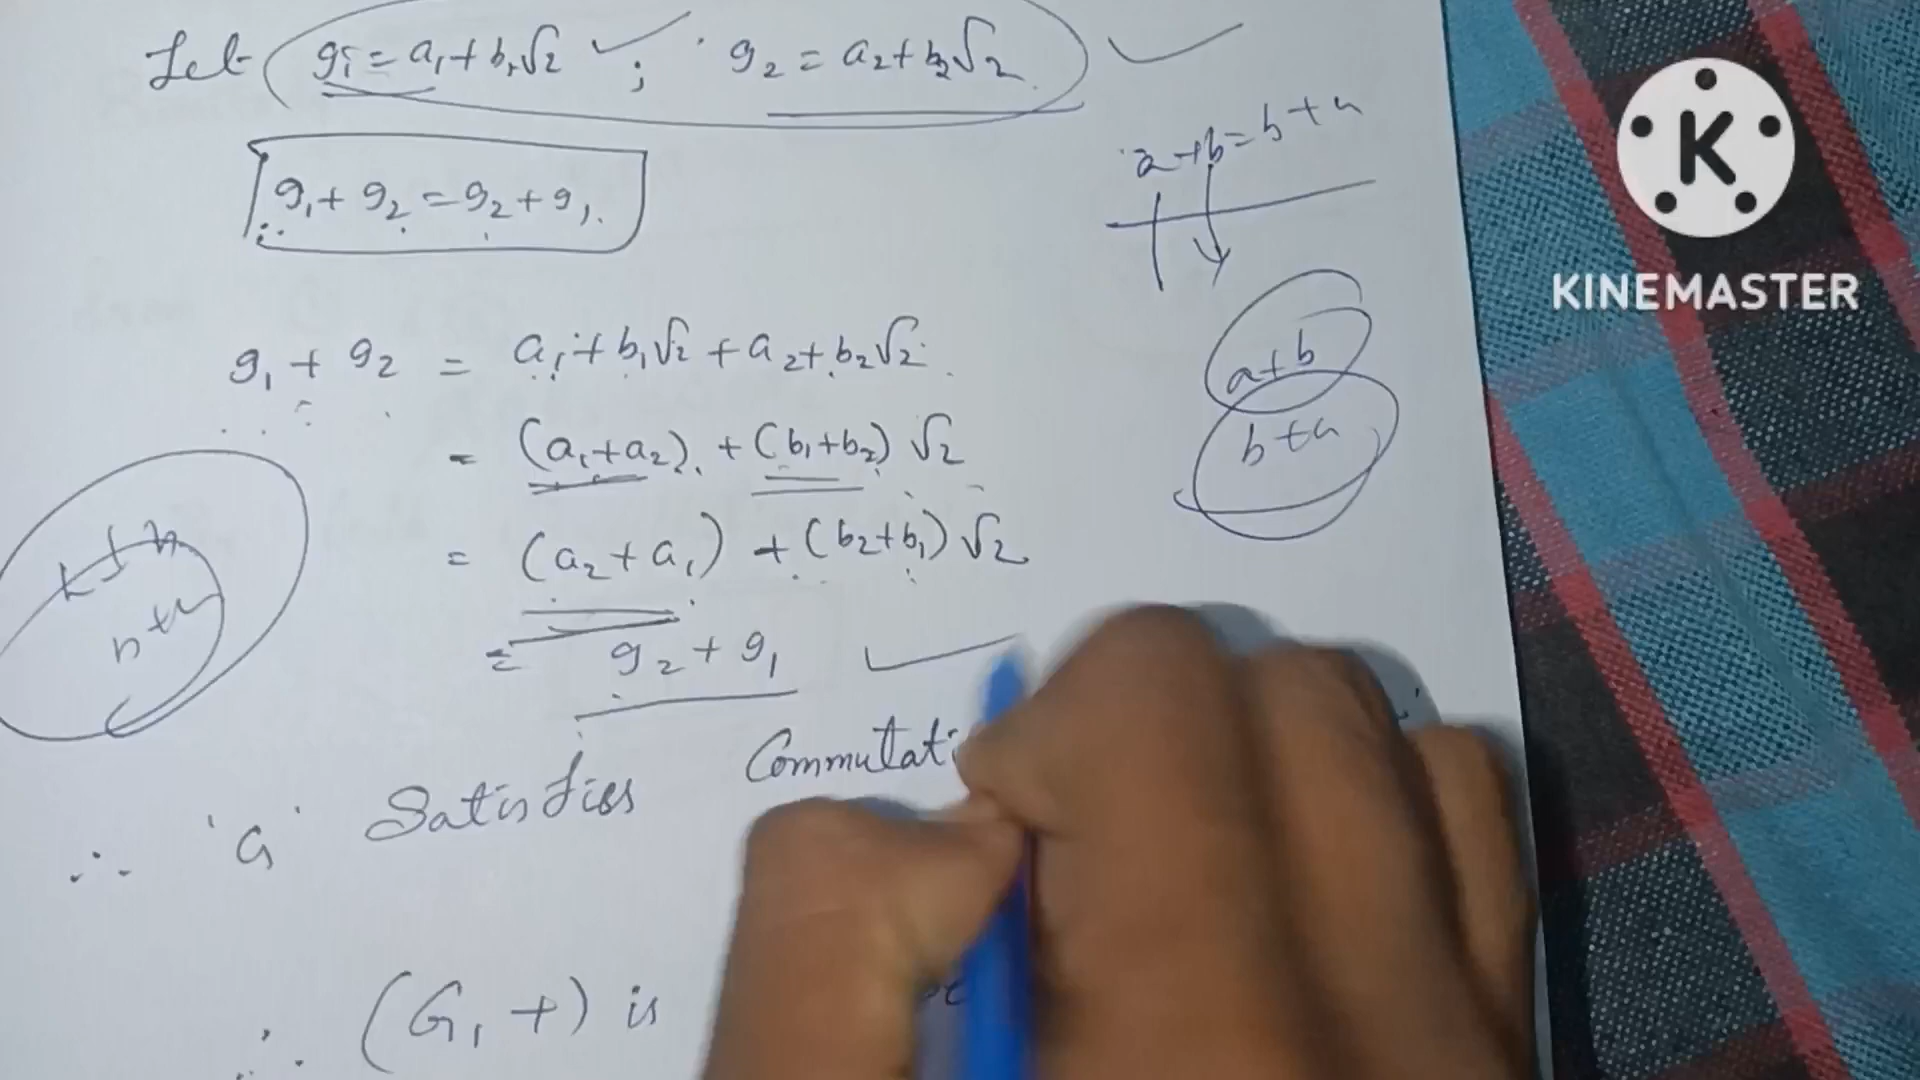 Let g₁ = a₁+b₁√2 ; g₂ = a₂+b₂√2
a+b=b+a
g₁+g₂ = g₂+g₁.
K
KINEMASTER
g₁ + g₂ = a₁+b₁√2 + a₂+b₂√2
a+b
= (a₁+a₂) + (b₁+b₂) √2
b+a
= (a₂+a₁) + (b₂+b₁) √2
= g₂ + g₁
∴ 'G' Satisfies Commutati
∴ (G, +) is